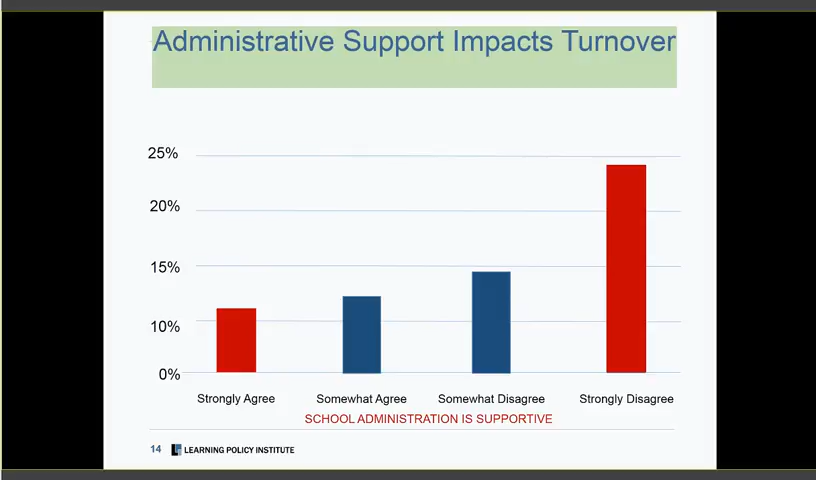 Administrative Support Impacts Turnover
25%
20%
15%
10%
0%
Strongly Agree Somewhat Agree Somewhat Disagree Strongly Disagree
SCHOOL ADMINISTRATION IS SUPPORTIVE
14 LEARNING POLICY INSTITUTE